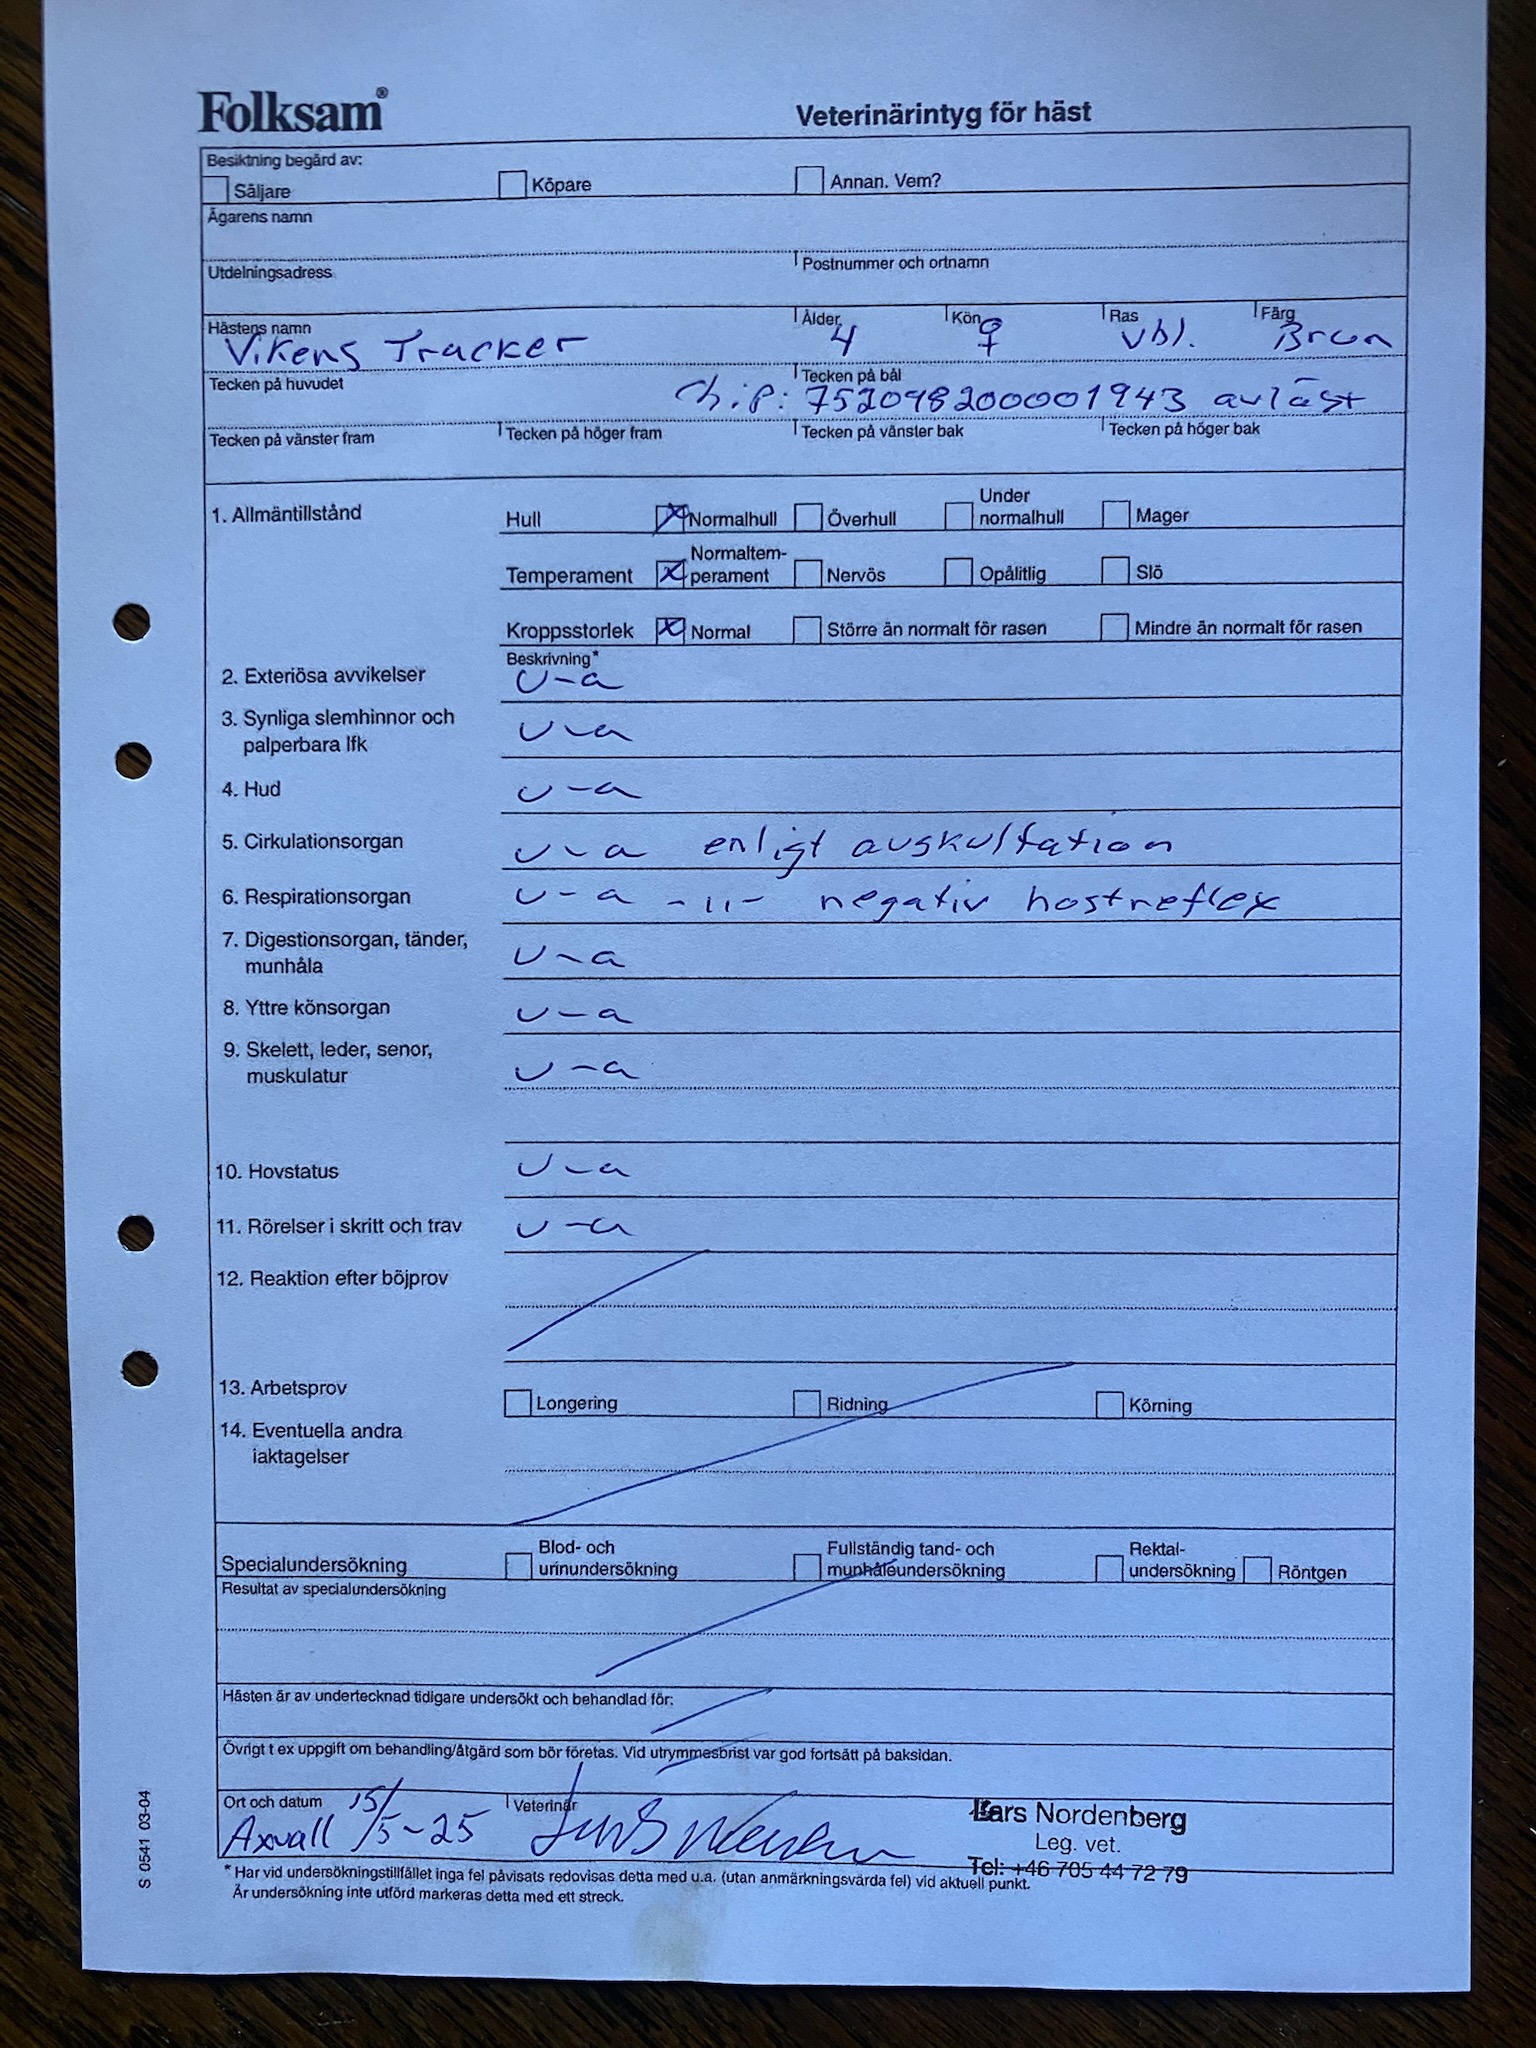 Folksam®
Veterinärintyg för häst
Besiktning begärd av:
Säljare Köpare Annan. Vem?
Ägarens namn
Utdelningsadress Postnummer och ortnamn
Hästens namn Ålder Kön Ras Färg
Vikens Tracker 4 ♀ vbl. Brun
Tecken på huvudet Tecken på bål
Chip: 752098200001943 avläst
Tecken på vänster fram Tecken på höger fram Tecken på vänster bak Tecken på höger bak
1. Allmäntillstånd Hull x Normalhull Överhull Under normalhull Mager
Temperament x Normaltem-perament Nervös Opålitlig Slö
Kroppsstorlek x Normal Större än normalt för rasen Mindre än normalt för rasen
Beskrivning*
2. Exteriösa avvikelser u-a
3. Synliga slemhinnor och
palperbara lfk u-a
4. Hud u-a
5. Cirkulationsorgan u-a enligt auskultation
6. Respirationsorgan u-a -11- negativ hostreflex
7. Digestionsorgan, tänder,
munhåla u-a
8. Yttre könsorgan u-a
9. Skelett, leder, senor,
muskulatur u-a
10. Hovstatus u-a
11. Rörelser i skritt och trav u-a
12. Reaktion efter böjprov
13. Arbetsprov Longering Ridning Körning
14. Eventuella andra
iaktagelser
Specialundersökning Blod- och urinundersökning Fullständig tand- och munhåleundersökning Rektal-undersökning Röntgen
Resultat av specialundersökning
Hästen är av undertecknad tidigare undersökt och behandlad för:
Övrigt t ex uppgift om behandling/åtgärd som bör företas. Vid utrymmesbrist var god fortsätt på baksidan.
Ort och datum Veterinär
Axvall 15/5-25
Lars Nordenberg
Leg. vet.
Tel: +46 705 44 72 79
* Har vid undersökningstillfället inga fel påvisats redovisas detta med u.a. (utan anmärkningsvärda fel) vid aktuell punkt.
Är undersökning inte utförd markeras detta med ett streck.
S 0541 03-04